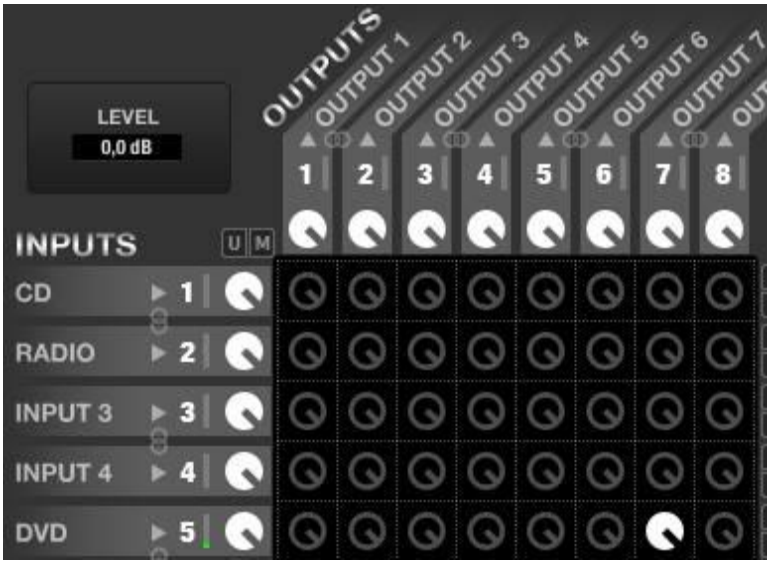 OUTPUTS
OUTPUT 1
OUTPUT 2
OUTPUT 3
OUTPUT 4
OUTPUT 5
OUTPUT 6
OUTPUT 7
LEVEL
0,0 dB
1 2 3 4 5 6 7 8
INPUTS U M
CD 1
RADIO 2
INPUT 3 3
INPUT 4 4
DVD 5